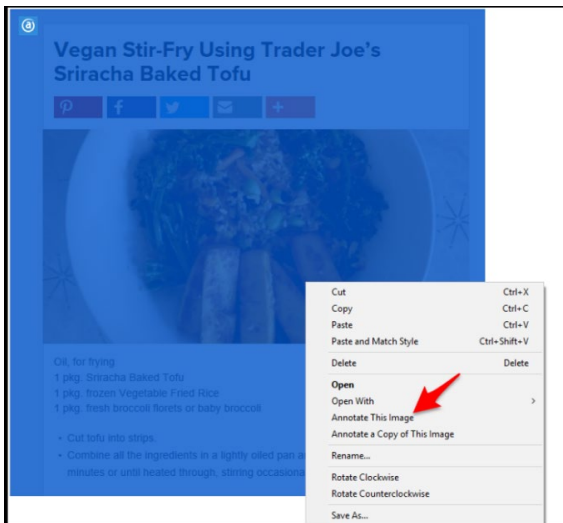 Vegan Stir-Fry Using Trader Joe's
Sriracha Baked Tofu
Oil, for frying
1 pkg. Sriracha Baked Tofu
1 pkg. frozen Vegetable Fried Rice
1 pkg. fresh broccoli florets or baby broccoli
• Cut tofu into strips.
• Combine all the ingredients in a lightly oiled pan
minutes or until heated through, stirring
Cut Ctrl+X
Copy Ctrl+C
Paste Ctrl+V
Paste and Match Style Ctrl+Shift+V
Delete Delete
Open
Open With >
Annotate This Image
Annotate a Copy of This Image
Rename...
Rotate Clockwise
Rotate Counterclockwise
Save As...